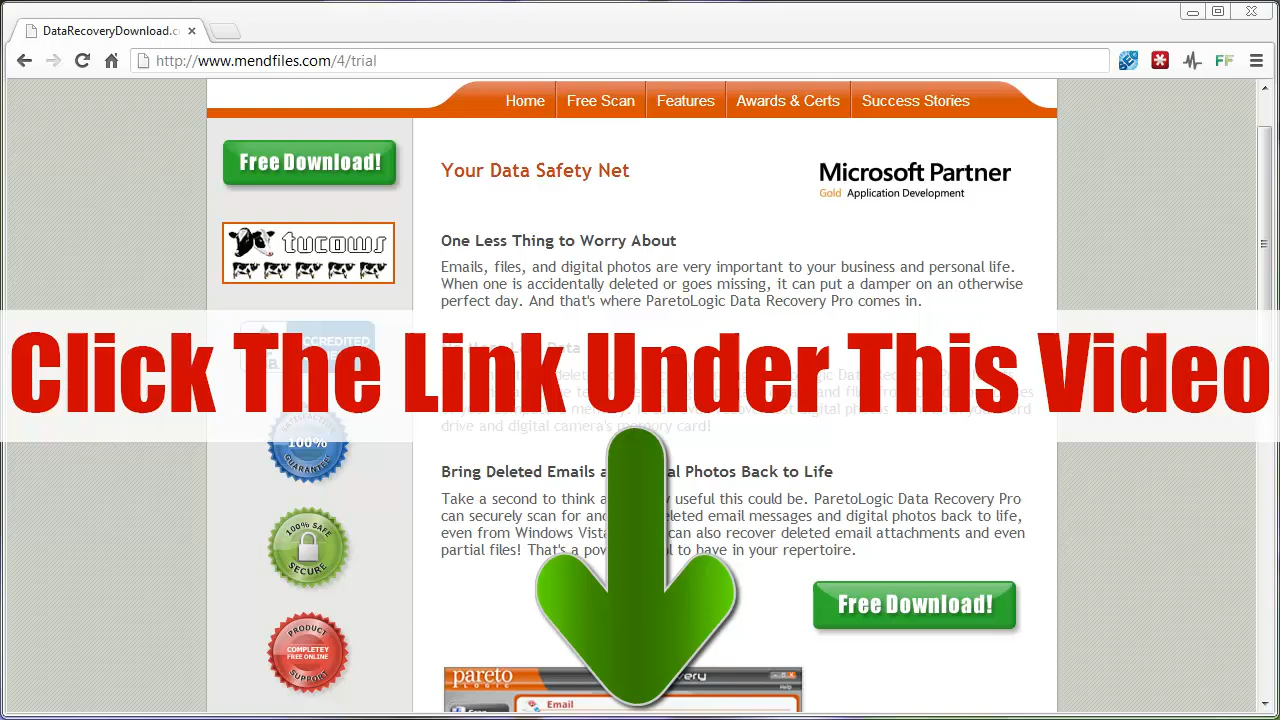 DataRecoveryDownload.c
http://www.mendfiles.com/4/trial
FF
Home
Free Scan
Features
Awards & Certs
Success Stories
Free Download!
tucows
Your Data Safety Net
Microsoft Partner
Gold Application Development
One Less Thing to Worry About
Emails, files, and digital photos are very important to your business and personal life.
When one is accidentally deleted or goes missing, it can put a damper on an otherwise
perfect day. And that's where ParetoLogic Data Recovery Pro comes in.
Click The Link Under This Video
drive and digital camera's memory card!
100%
GUARANTEE
Bring Deleted Emails a al Photos Back to Life
Take a second to think a useful this could be. ParetoLogic Data Recovery Pro
can securely scan for an eleted email messages and digital photos back to life,
even from Windows Vista can also recover deleted email attachments and even
partial files! That's a pow l to have in your repertoire.
100% SAFE
SECURE
Free Download!
PRODUCT
COMPLETEY
FREE ONLINE
SUPPORT
pareto
LOGIC
very
Help
Email